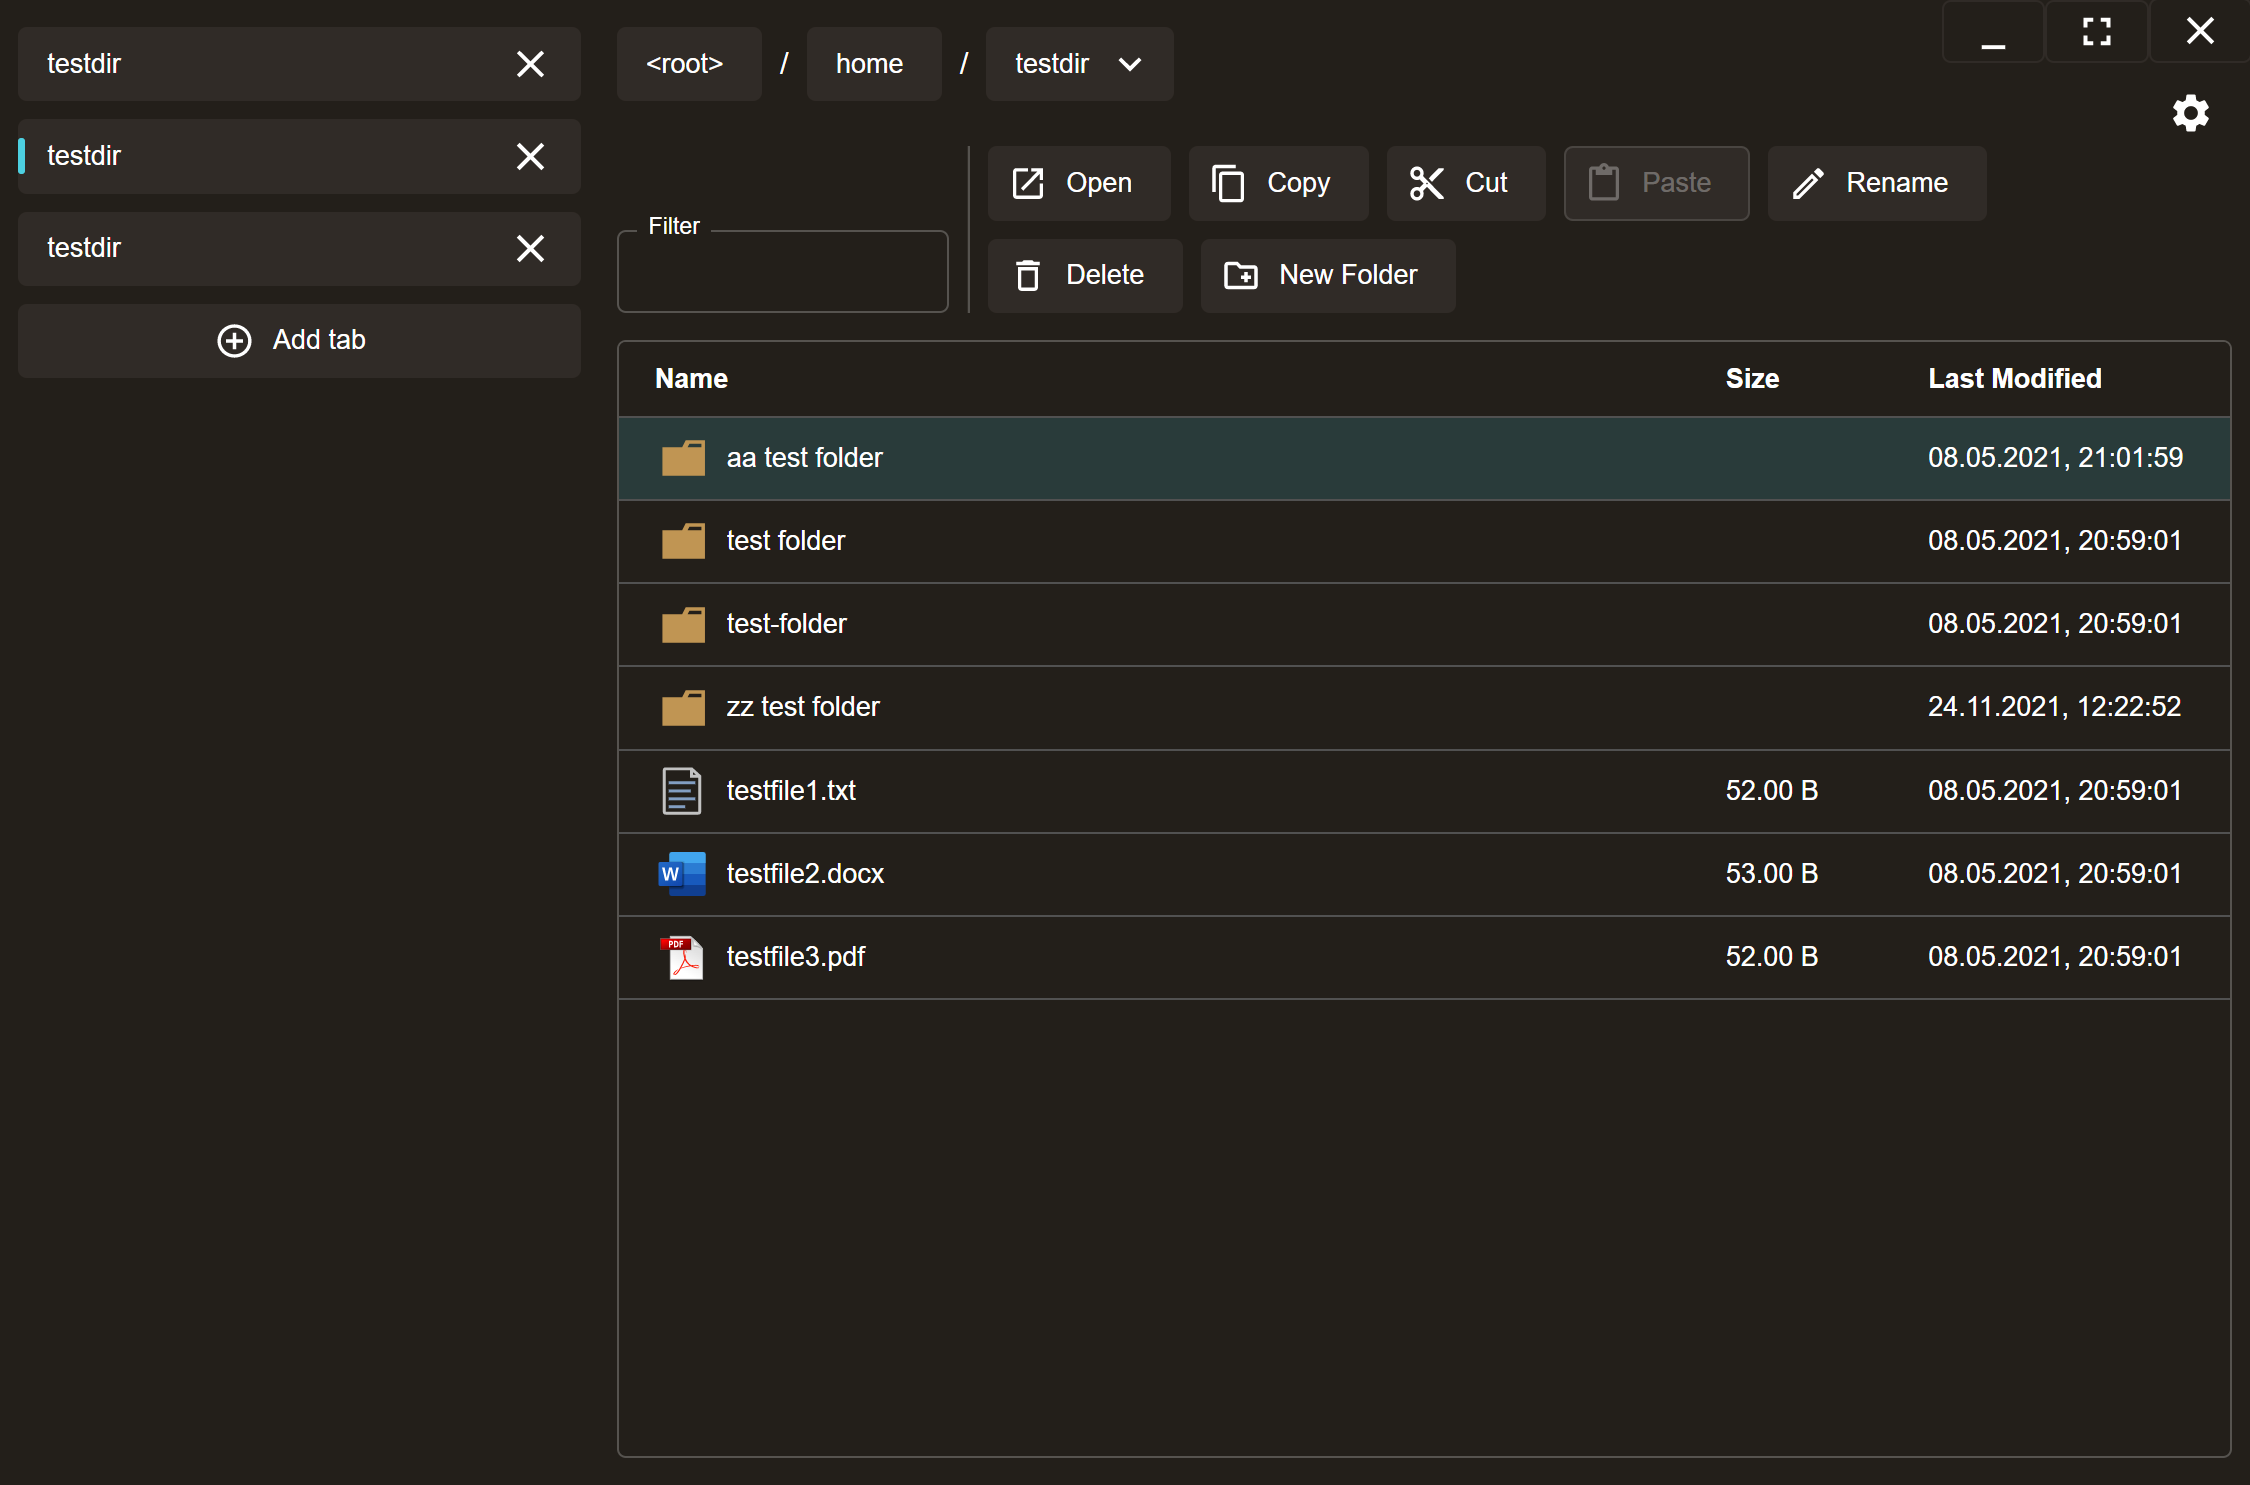 testdir
testdir
testdir
Add tab
<root> / home / testdir
Filter
Open Copy Cut Paste Rename
Delete New Folder
Name Size Last Modified
aa test folder 08.05.2021, 21:01:59
test folder 08.05.2021, 20:59:01
test-folder 08.05.2021, 20:59:01
zz test folder 24.11.2021, 12:22:52
testfile1.txt 52.00 B 08.05.2021, 20:59:01
W testfile2.docx 53.00 B 08.05.2021, 20:59:01
PDF testfile3.pdf 52.00 B 08.05.2021, 20:59:01